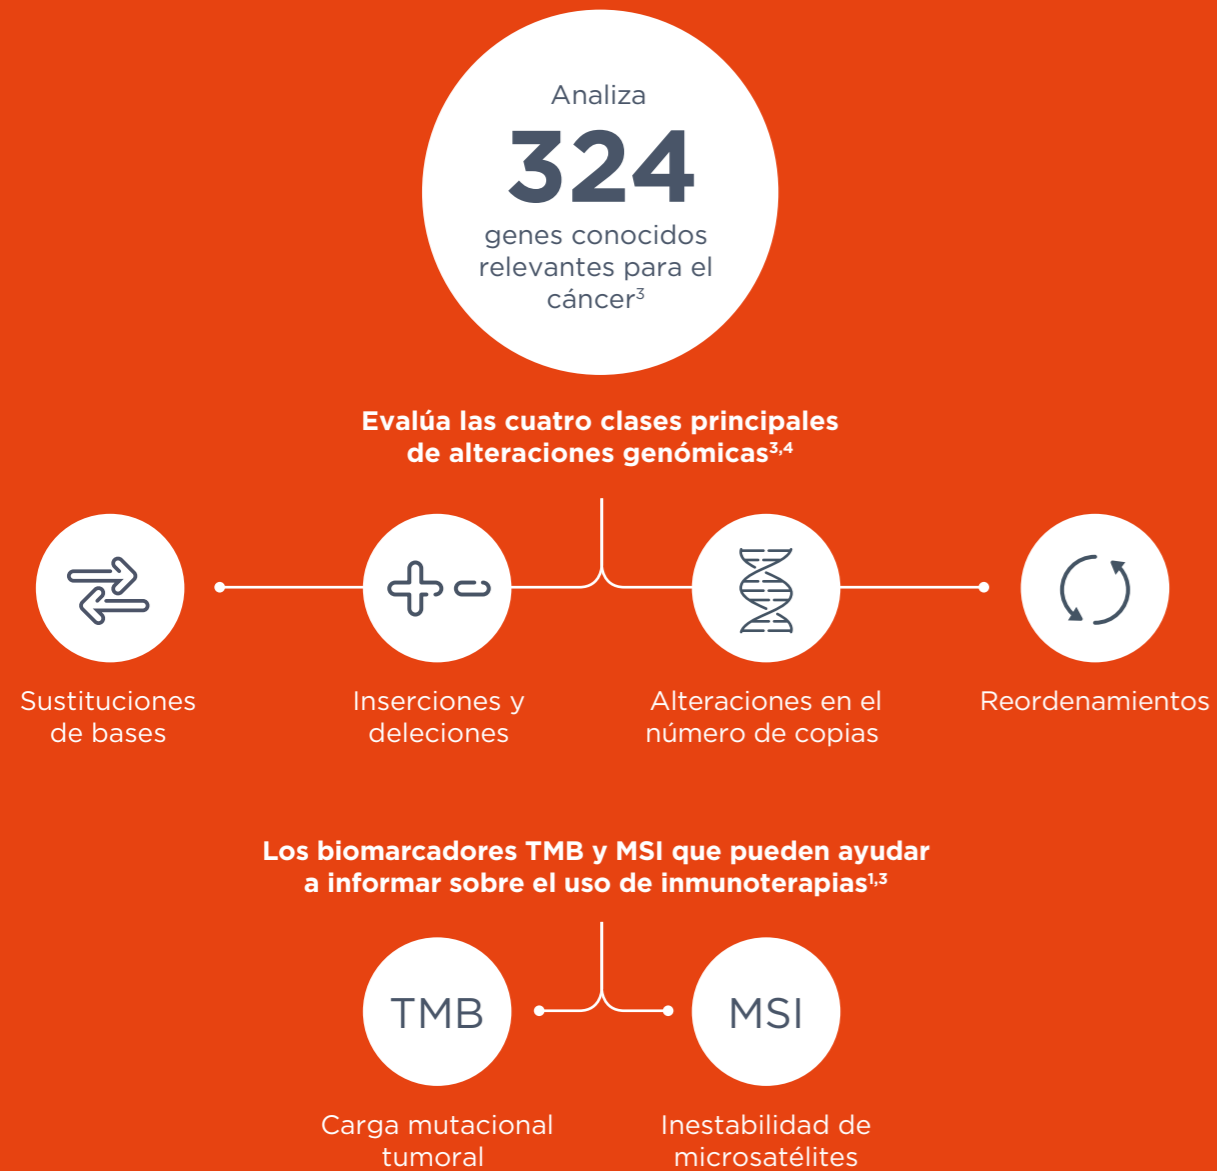 Analiza
324
genes conocidos
relevantes para el
cáncer³
Evalúa las cuatro clases principales
de alteraciones genómicas³,⁴
Sustituciones
de bases
Inserciones y
deleciones
Alteraciones en el
número de copias
Reordenamientos
Los biomarcadores TMB y MSI que pueden ayudar
a informar sobre el uso de inmunoterapias¹,³
TMB
MSI
Carga mutacional
tumoral
Inestabilidad de
microsatélites